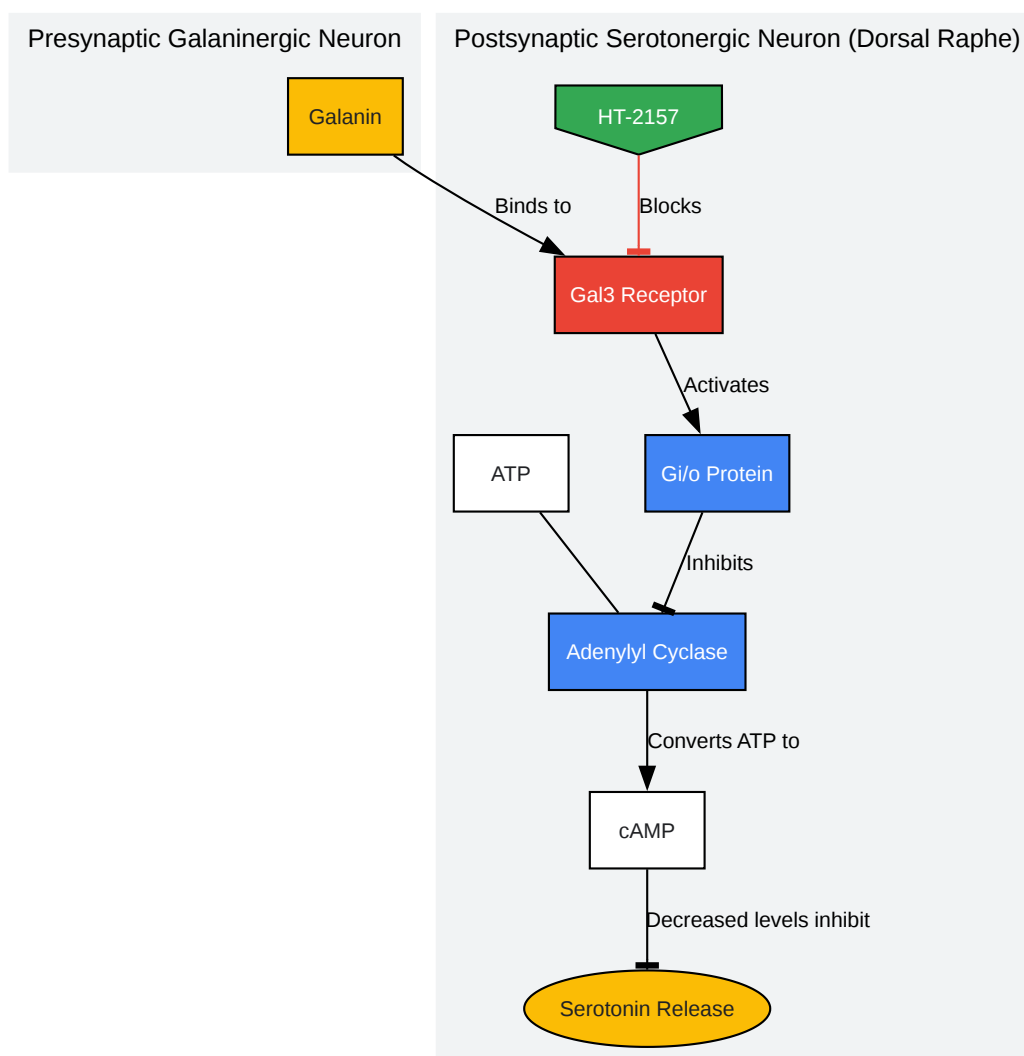 Presynaptic Galaninergic Neuron
Postsynaptic Serotonergic Neuron (Dorsal Raphe)
Galanin
HT-2157
Binds to
Blocks
Gal3 Receptor
Activates
ATP
Gi/o Protein
Inhibits
Adenylyl Cyclase
Converts ATP to
cAMP
Decreased levels inhibit
Serotonin Release